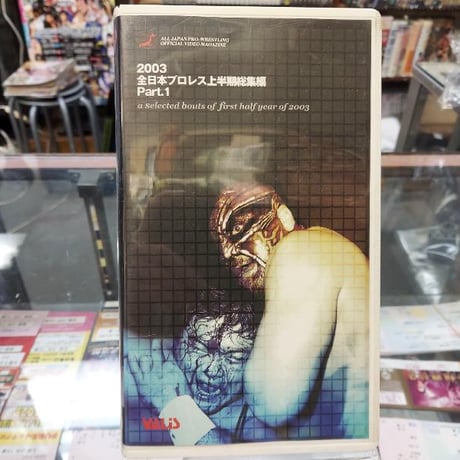 ALL JAPAN PRO-WRESTLING
OFFICIAL VIDEO MAGAZINE
2003
全日本プロレス上半期総集編
Part.1
a selected bouts of first half year of 2003
VALiS